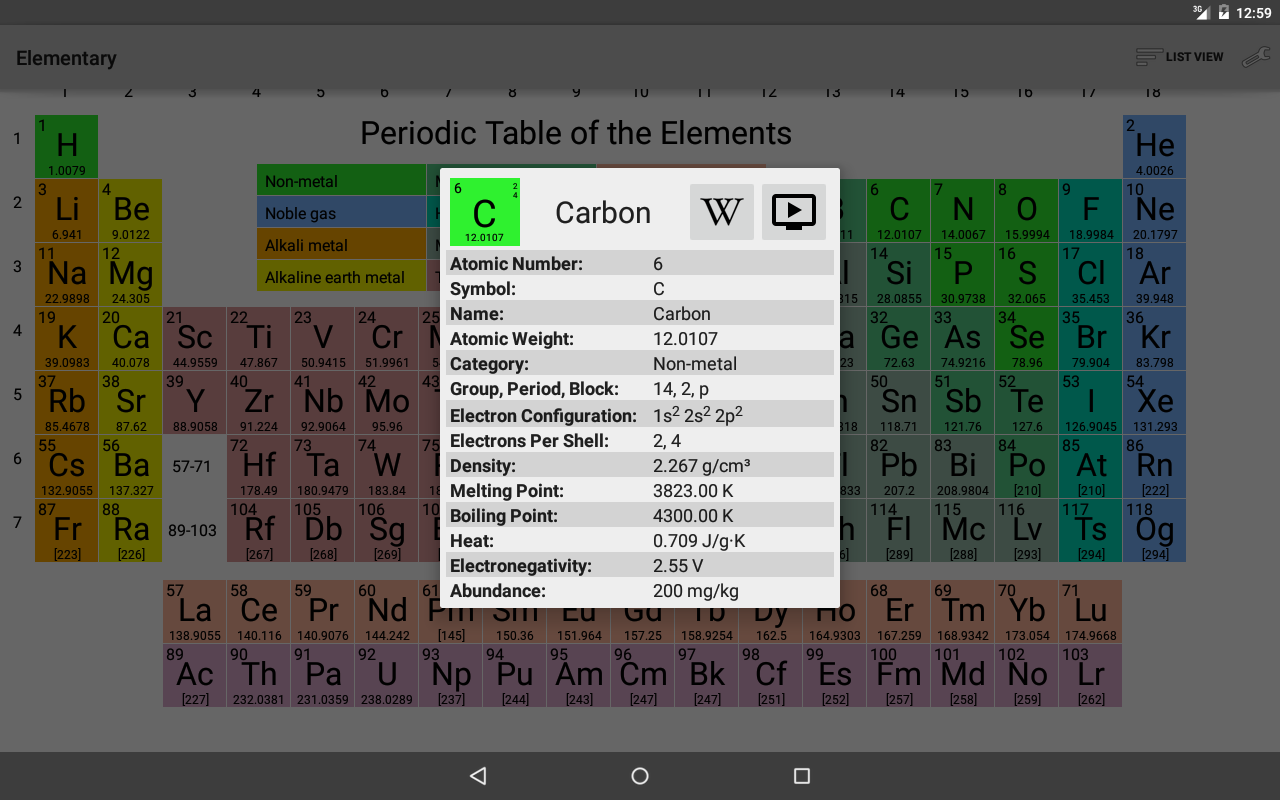 3G 12:59
Elementary LIST VIEW
1 2 3 4 5 6 7 8 9 10 11 12 13 14 15 16 17 18
Periodic Table of the Elements
1 1 2
H He
1.0079 4.0026
Non-metal
Noble gas
Alkali metal
Alkaline earth metal
6 2 4
C Carbon W
12.0107
Atomic Number: 6
Symbol: C
Name: Carbon
Atomic Weight: 12.0107
Category: Non-metal
Group, Period, Block: 14, 2, p
Electron Configuration: 1s² 2s² 2p²
Electrons Per Shell: 2, 4
Density: 2.267 g/cm³
Melting Point: 3823.00 K
Boiling Point: 4300.00 K
Heat: 0.709 J/g·K
Electronegativity: 2.55 V
Abundance: 200 mg/kg
2 3 4 6 7 8 9 10
Li Be C N O F Ne
6.941 9.0122 12.0107 14.0067 15.9994 18.9984 20.1797
3 11 12 14 15 16 17 18
Na Mg Si P S Cl Ar
22.9898 24.305 28.0855 30.9738 32.065 35.453 39.948
4 19 20 21 22 23 24 25 32 33 34 35 36
K Ca Sc Ti V Cr Ge As Se Br Kr
39.0983 40.078 44.9559 47.867 50.9415 51.9961 72.63 74.9216 78.96 79.904 83.798
5 37 38 39 40 41 42 43 50 51 52 53 54
Rb Sr Y Zr Nb Mo Sn Sb Te I Xe
85.4678 87.62 88.9058 91.224 92.9064 95.96 118.71 121.76 127.6 126.9045 131.293
6 55 56 57-71 72 73 74 75 82 83 84 85 86
Cs Ba Hf Ta W Pb Bi Po At Rn
132.9055 137.327 178.49 180.9479 183.84 207.2 208.9804 [210] [210] [222]
7 87 88 89-103 104 105 106 114 115 116 117 118
Fr Ra Rf Db Sg Fl Mc Lv Ts Og
[223] [226] [267] [268] [269] [289] [288] [293] [294] [294]
57 58 59 60 61 68 69 70 71
La Ce Pr Nd Pm Sm Eu Gd Tb Dy Ho Er Tm Yb Lu
138.9055 140.116 140.9076 144.242 [145] 150.36 151.964 157.25 158.9254 162.5 164.9303 167.259 168.9342 173.054 174.9668
89 90 91 92 93 94 95 96 97 98 99 100 101 102 103
Ac Th Pa U Np Pu Am Cm Bk Cf Es Fm Md No Lr
[227] 232.0381 231.0359 238.0289 [237] [244] [243] [247] [247] [251] [252] [257] [258] [259] [262]